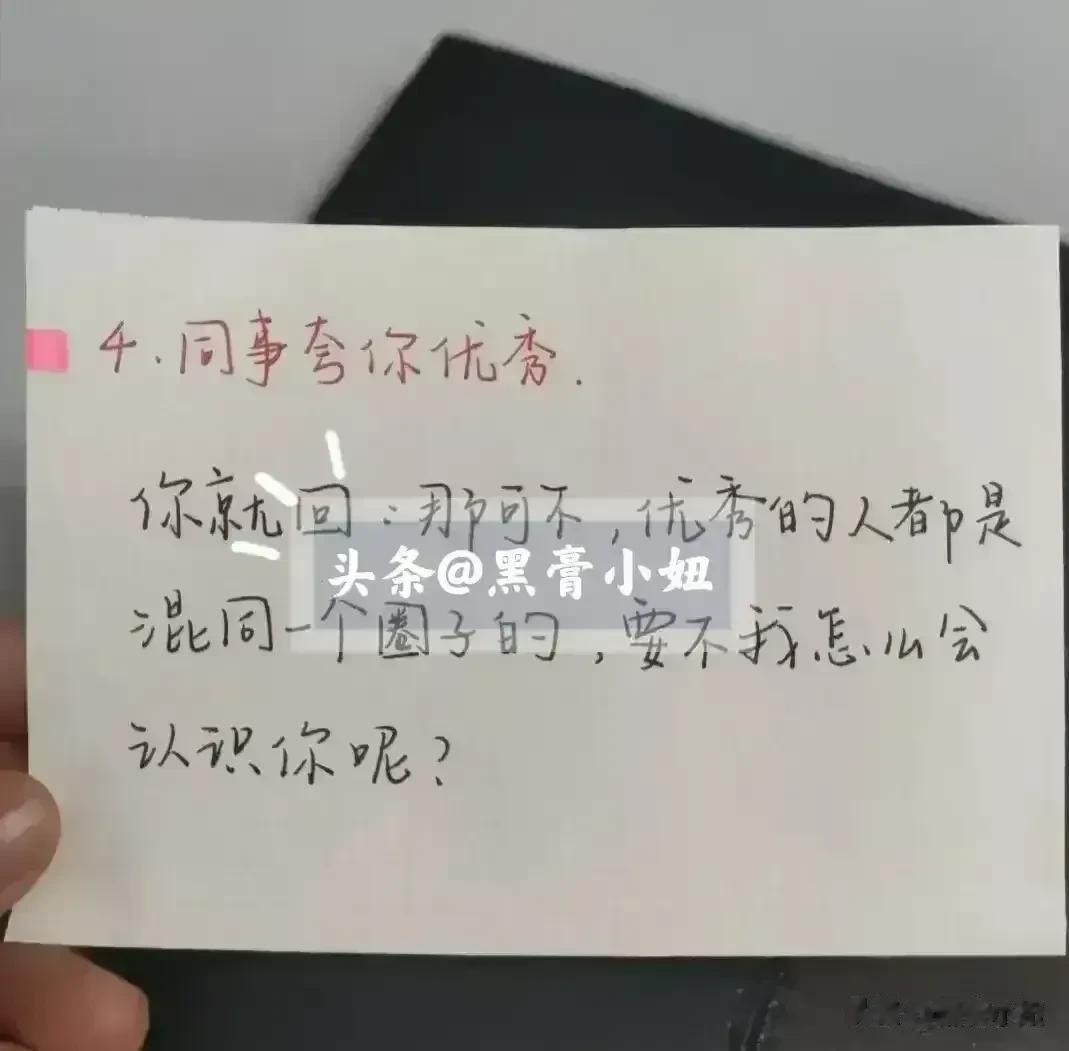 4.同事夸你优秀.
你就回:那可不,优秀的人都是
头条@黑膏小妞
混同一个圈子的,要不我怎么会
认识你呢?